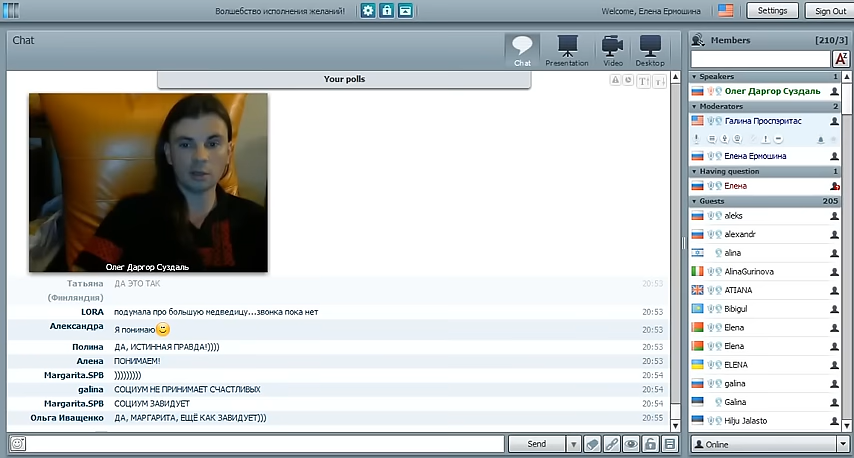 Волшебство исполнения желаний!
Welcome, Елена Ермошина
Settings
Sign Out
Chat
Chat
Presentation
Video
Desktop
Your polls
Олег Даргор Суздаль
Татьяна ДА ЭТО ТАК 20:53
(Финляндия)
LORA подумала про большую медведицу...звонка пока нет 20:53
Александра Я понимаю 20:53
Полина ДА, ИСТИННАЯ ПРАВДА!)))) 20:53
Алена ПОНИМАЕМ! 20:53
Margarita.SPB ))))))))) 20:54
galina СОЦИУМ НЕ ПРИНИМАЕТ СЧАСТЛИВЫХ 20:54
Margarita.SPB СОЦИУМ ЗАВИДУЕТ 20:54
Ольга Иващенко ДА, МАРГАРИТА, ЕЩЁ КАК ЗАВИДУЕТ))) 20:55
Send
Members [210/3]
Speakers 1
Олег Даргор Суздаль
Moderators 2
Галина Просперитас
Елена Ермошина
Having question 1
Елена
Guests 205
aleks
alexandr
alina
AlinaGurinova
ATIANA
Bibigul
Elena
Elena
ELENA
galina
Galina
Hilju Jalasto
Online